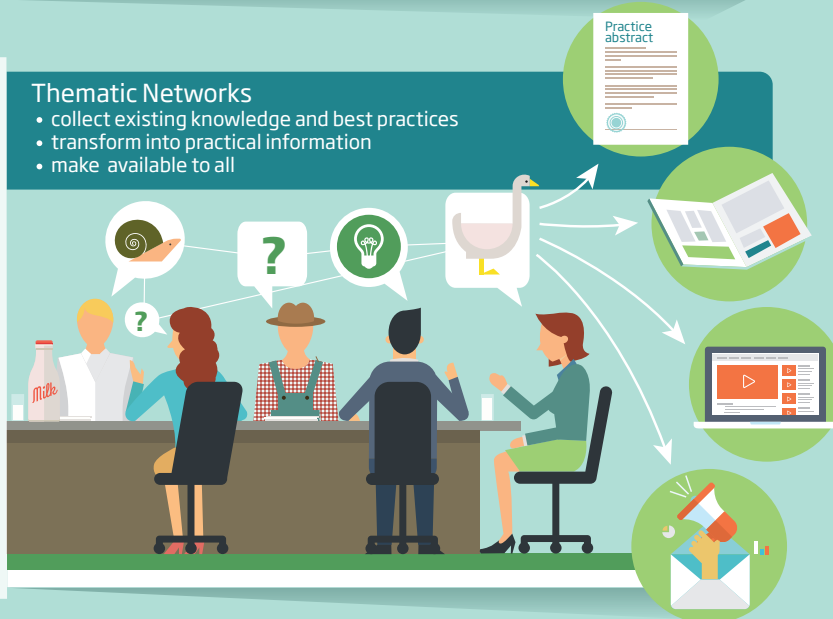 Practice
abstract
Thematic Networks
• collect existing knowledge and best practices
• transform into practical information
• make available to all
?
?
Milk